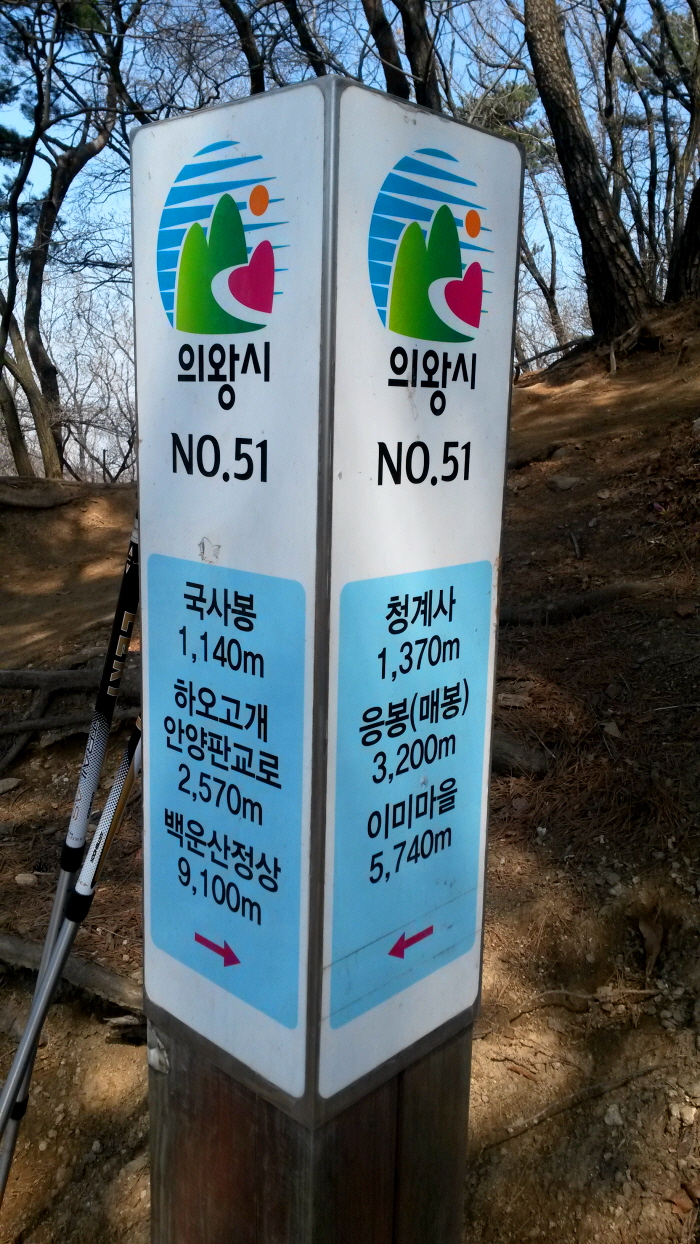 의왕시
NO.51
국사봉
1,140m
하오고개
안양판교로
2,570m
백운산정상
9,100m
의왕시
NO.51
청계사
1,370m
응봉(매봉)
3,200m
이미마을
5,740m
LEKI